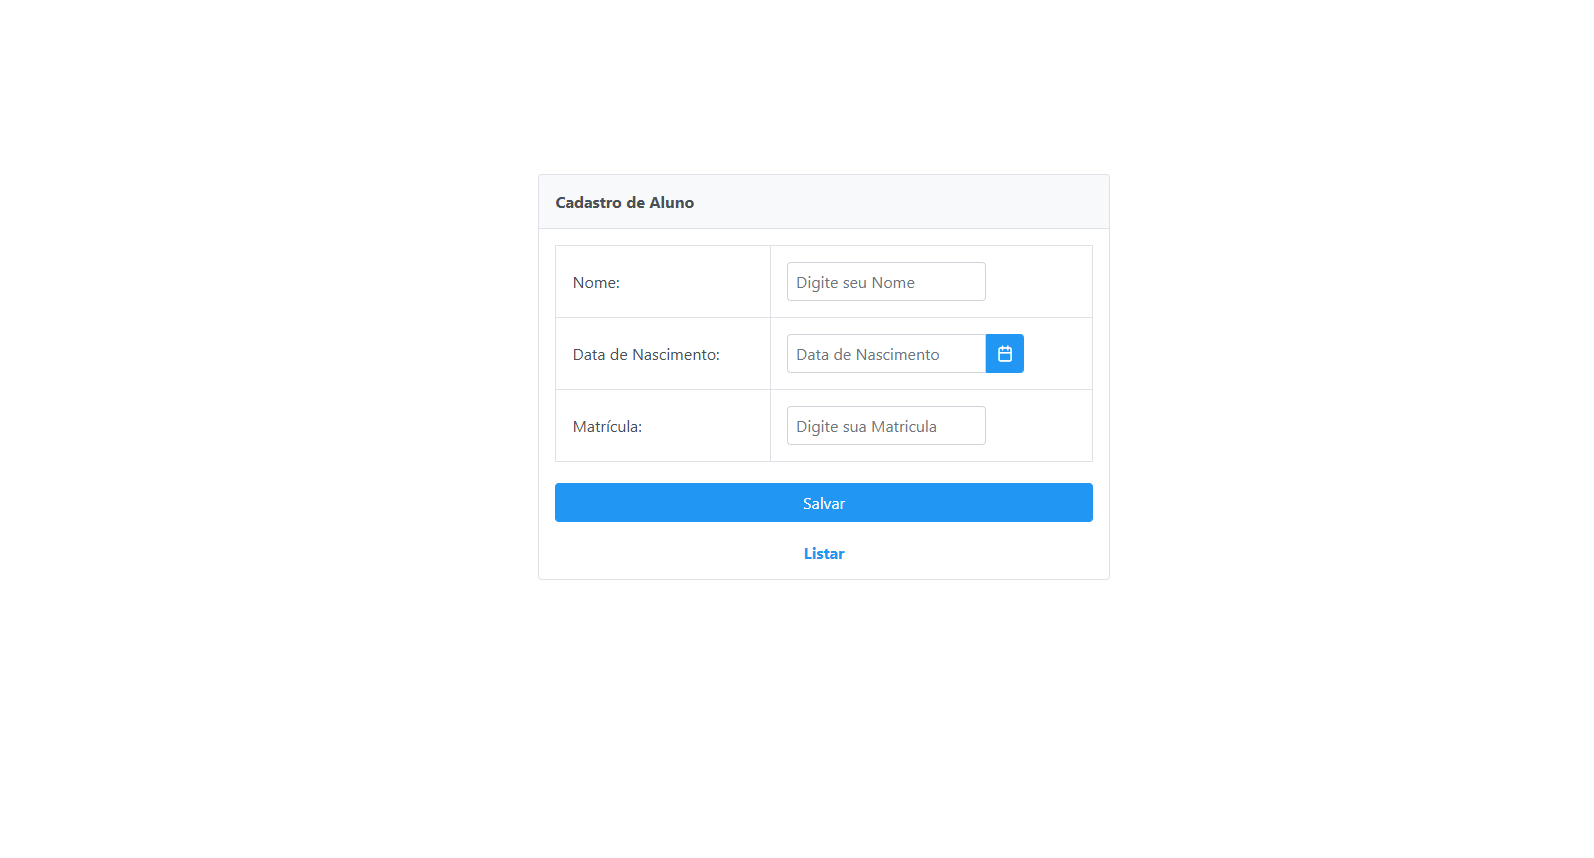 Cadastro de Aluno
Nome:
Digite seu Nome
Data de Nascimento:
Data de Nascimento
Matrícula:
Digite sua Matricula
Salvar
Listar